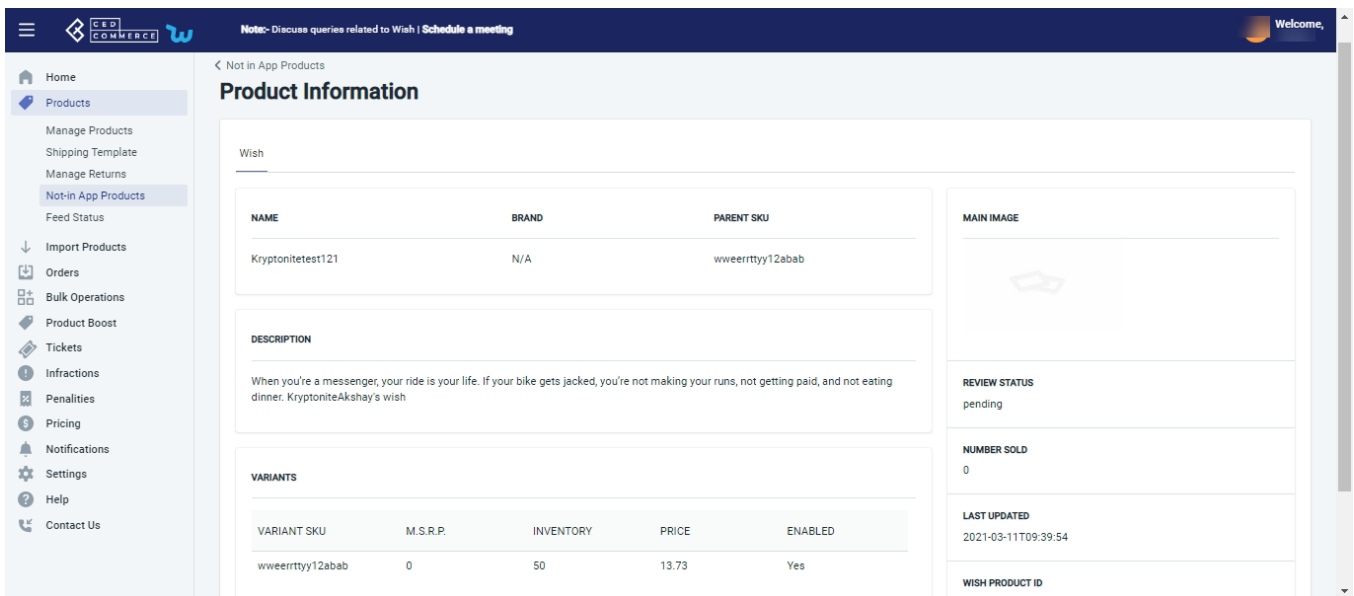 CED
COMMERCE
Note:- Discuss queries related to Wish | Schedule a meeting
Welcome,
Home
Products
Manage Products
Shipping Template
Manage Returns
Not-in App Products
Feed Status
Import Products
Orders
Bulk Operations
Product Boost
Tickets
Infractions
Penalities
Pricing
Notifications
Settings
Help
Contact Us
Not in App Products
Product Information
Wish
NAME BRAND PARENT SKU
Kryptonitetest121 N/A wweerrttyy12abab
DESCRIPTION
When you're a messenger, your ride is your life. If your bike gets jacked, you're not making your runs, not getting paid, and not eating
dinner. KryptoniteAkshay's wish
VARIANTS
VARIANT SKU M.S.R.P. INVENTORY PRICE ENABLED
wweerrttyy12abab 0 50 13.73 Yes
MAIN IMAGE
REVIEW STATUS
pending
NUMBER SOLD
0
LAST UPDATED
2021-03-11T09:39:54
WISH PRODUCT ID